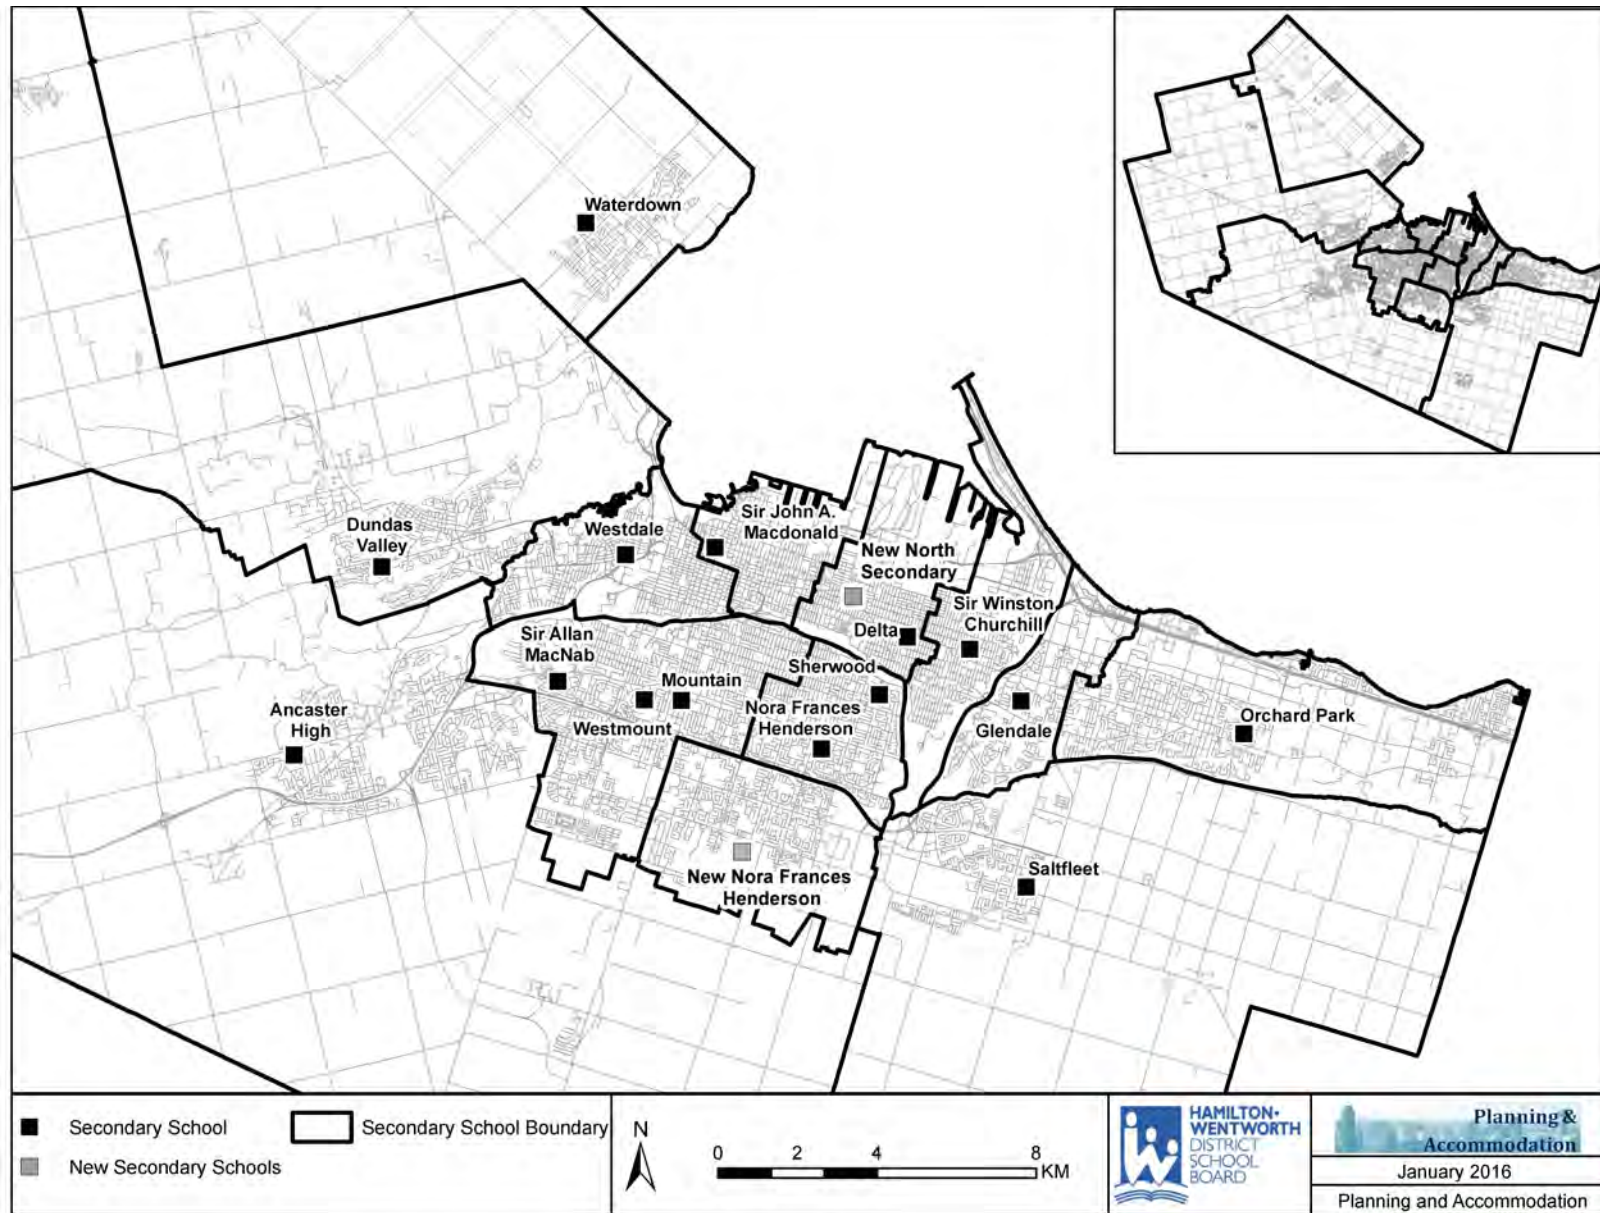 Waterdown
Dundas
Valley
Westdale
Sir John A.
Macdonald
New North
Secondary
Sir Winston
Churchill
Delta
Sir Allan
MacNab
Sherwood
Mountain
Ancaster
High
Nora Frances
Henderson
Westmount
Glendale
Orchard Park
New Nora Frances
Henderson
Saltfleet
Secondary School
Secondary School Boundary
New Secondary Schools
N
0 2 4 8
KM
HAMILTON•
WENTWORTH
DISTRICT
SCHOOL
BOARD
Planning &
Accommodation
January 2016
Planning and Accommodation